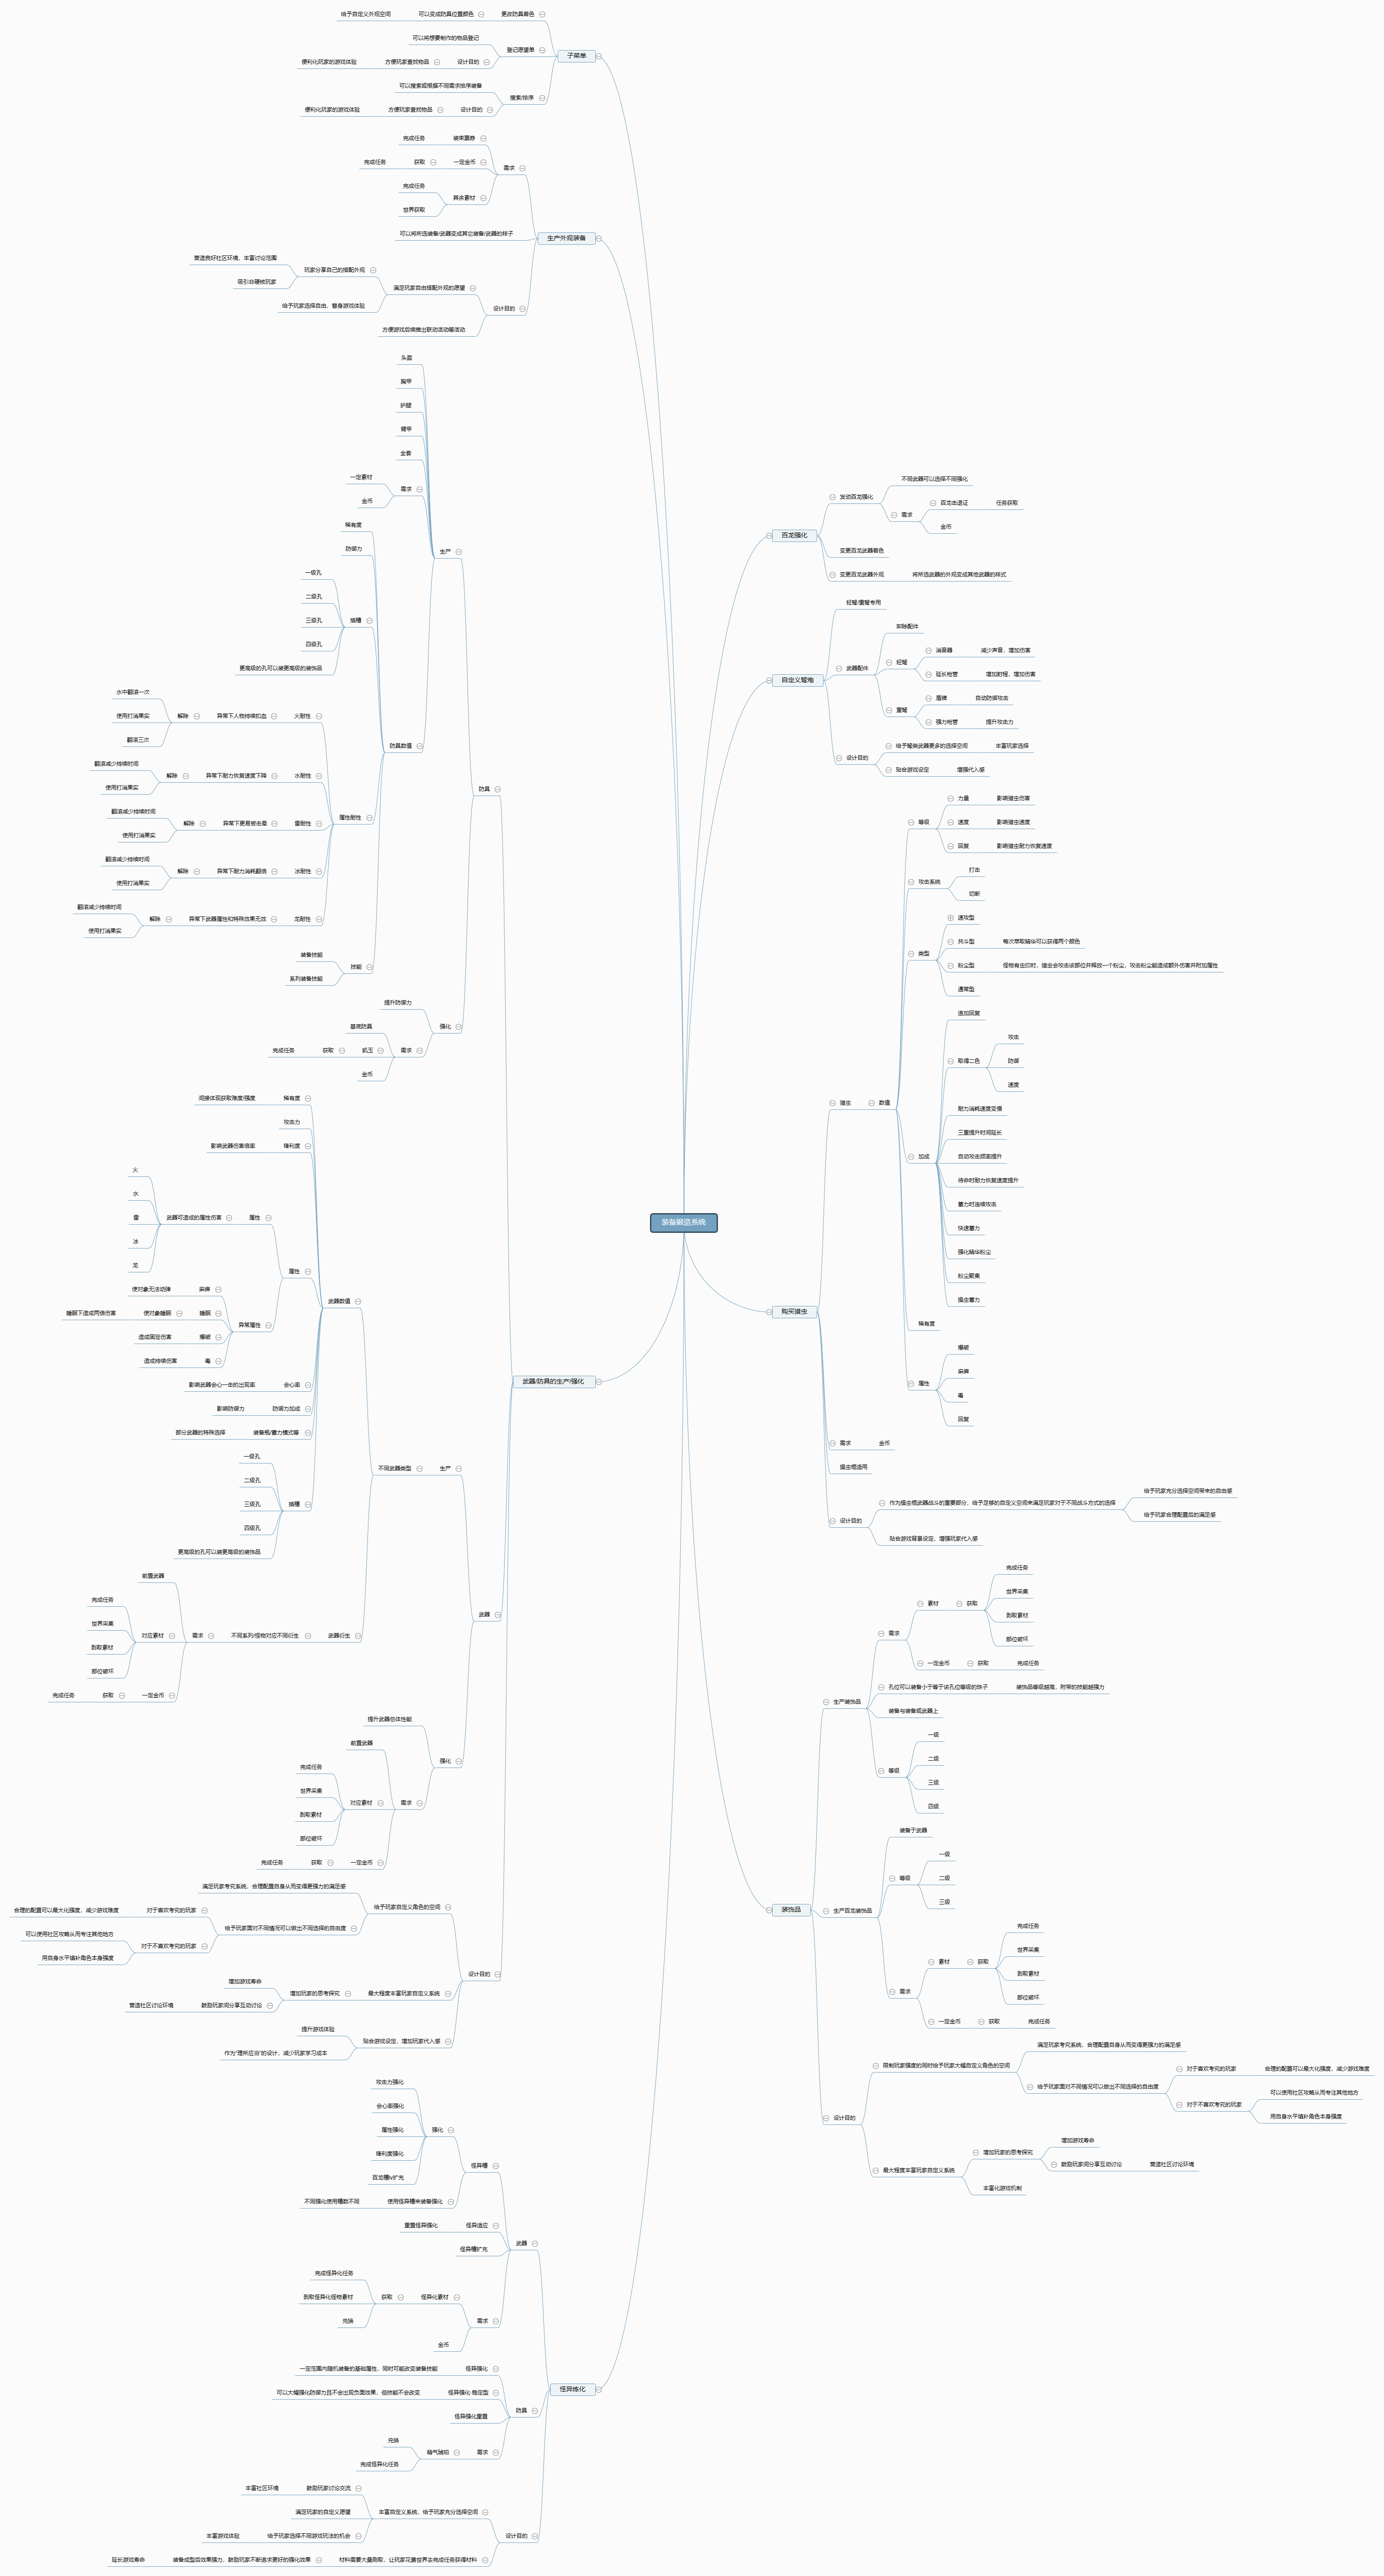 装备锻造系统
子菜单
更改防具着色
可以变成防具位置颜色
给予自定义外观空间
登记愿望单
可以将想要制作的物品登记
设计目的
方便玩家查找物品
便利化玩家的游戏体验
搜索/排序
可以搜索或根据不同需求排序装备
设计目的
方便玩家查找物品
便利化玩家的游戏体验
生产外观装备
需求
装束票券
完成任务
一定金币
获取
完成任务
其余素材
完成任务
世界获取
可以将所选装备/武器变成其它装备/武器的样子
设计目的
满足玩家自由搭配外观的愿望
玩家分享自己的搭配外观
营造良好社区环境，丰富讨论范围
吸引非硬核玩家
给予玩家选择自由，替身游戏体验
方便游戏后续推出联动活动等活动
武器/防具的生产/强化
防具
生产
头盔
胸甲
护腿
臂甲
全套
需求
一定素材
金币
防具数值
稀有度
防御力
插槽
一级孔
二级孔
三级孔
四级孔
更高级的孔可以装更高级的装饰品
属性耐性
火耐性
异常下人物持续扣血
解除
水中翻滚一次
使用打消果实
翻滚三次
水耐性
异常下耐力恢复速度下降
解除
翻滚减少持续时间
使用打消果实
雷耐性
异常下更易被击晕
解除
翻滚减少持续时间
使用打消果实
冰耐性
异常下耐力消耗翻倍
解除
翻滚减少持续时间
使用打消果实
龙耐性
异常下武器属性和特殊效果无效
解除
翻滚减少持续时间
使用打消果实
技能
装备技能
系列装备技能
强化
提升防御力
需求
基底防具
凯玉
获取
完成任务
金币
武器
生产
不同武器类型
武器数值
稀有度
间接体现获取难度/强度
攻击力
锋利度
影响武器伤害倍率
属性
属性
武器可造成的属性伤害
火
水
雷
冰
龙
异常属性
麻痹
使对象无法动弹
睡眠
使对象睡眠
睡眠下造成两倍伤害
爆破
造成固定伤害
毒
造成持续伤害
会心率
影响武器会心一击的出现率
防御力加成
影响防御力
装备瓶/蓄力模式等
部分武器的特殊选择
插槽
一级孔
二级孔
三级孔
四级孔
更高级的孔可以装更高级的装饰品
武器衍生
不同系列/怪物对应不同衍生
需求
前置武器
对应素材
完成任务
世界采集
剥取素材
部位破坏
一定金币
获取
完成任务
强化
提升武器总体性能
需求
前置武器
对应素材
完成任务
世界采集
剥取素材
部位破坏
一定金币
获取
完成任务
设计目的
给予玩家自定义角色的空间
满足玩家考究系统，合理配置自身从而变得更强力的满足感
给予玩家面对不同情况可以做出不同选择的自由度
对于喜欢考究的玩家
合理的配置可以最大化强度，减少游戏难度
对于不喜欢考究的玩家
可以使用社区攻略从而专注其他地方
用自身水平填补角色本身强度
最大程度丰富玩家自定义系统
增加玩家的思考探究
增加游戏寿命
鼓励玩家间分享互助讨论
营造社区讨论环境
贴合游戏设定，增加玩家代入感
提升游戏体验
作为“理所应当”的设计，减少玩家学习成本
怪异炼化
武器
怪异槽
强化
攻击力强化
会心率强化
属性强化
锋利度强化
百龙槽lv扩充
使用怪异槽来装备强化
不同强化使用槽数不同
怪异适应
重置怪异强化
怪异槽扩充
需求
怪异化素材
获取
完成怪异化任务
剥取怪异化怪物素材
兑换
金币
防具
怪异强化
一定范围内随机装备的基础属性，同时可能改变装备技能
怪异强化·稳定型
可以大幅强化防御力且不会出现负面效果，但技能不会改变
怪异强化重置
需求
精气琥珀
兑换
完成怪异化任务
设计目的
丰富自定义系统，给予玩家充分选择空间
鼓励玩家讨论交流
丰富社区环境
满足玩家的自定义愿望
给予玩家选择不同游戏玩法的机会
丰富游戏体验
材料需要大量刷取，让玩家花费世界去完成任务获得材料
装备成型后效果强力，鼓励玩家不断追求更好的强化效果
延长游戏寿命
百龙强化
发动百龙强化
不同武器可以选择不同强化
需求
百龙击退证
任务获取
金币
变更百龙武器着色
变更百龙武器外观
将所选武器的外观变成其他武器的样式
自定义弩炮
轻弩/重弩专用
武器配件
卸除配件
轻弩
消音器
减少声音，增加伤害
延长枪管
增加射程，增加伤害
重弩
盾牌
自动防御攻击
强力枪管
提升攻击力
设计目的
给予弩类武器更多的选择空间
丰富玩家选择
贴合游戏设定
增强代入感
购买猎虫
猎虫
数值
等级
力量
影响猎虫伤害
速度
影响猎虫速度
回复
影响猎虫耐力恢复速度
攻击系统
打击
切断
类型
速攻型
共斗型
每次萃取精华可以获得两个颜色
粉尘型
怪物有虫印时，猎虫会攻击该部位并释放一个粉尘，攻击粉尘能造成额外伤害并附加属性
通常型
加成
追加回复
取得二色
攻击
防御
速度
耐力消耗速度变慢
三重提升时间延长
自动攻击频率提升
待命时耐力恢复速度提升
蓄力时连续攻击
快速蓄力
强化精华粉尘
粉尘聚集
操虫蓄力
稀有度
属性
爆破
麻痹
毒
回复
需求
金币
操虫棍适用
设计目的
作为操虫棍武器战斗的重要部分，给予足够的自定义空间来满足玩家对于不同战斗方式的选择
给予玩家充分选择空间带来的自由感
给予玩家合理配置后的满足感
贴合游戏背景设定，增强玩家代入感
装饰品
生产装饰品
需求
素材
获取
完成任务
世界采集
剥取素材
部位破坏
一定金币
获取
完成任务
孔位可以装备小于等于该孔位等级的珠子
装饰品等级越高，附带的技能越强力
装备与装备或武器上
等级
一级
二级
三级
四级
生产百龙装饰品
装备于武器
等级
一级
二级
三级
需求
素材
获取
完成任务
世界采集
剥取素材
部位破坏
一定金币
获取
完成任务
设计目的
限制玩家强度的同时给予玩家大幅自定义角色的空间
满足玩家考究系统，合理配置自身从而变得更强力的满足感
给予玩家面对不同情况可以做出不同选择的自由度
对于喜欢考究的玩家
合理的配置可以最大化强度，减少游戏难度
对于不喜欢考究的玩家
可以使用社区攻略从而专注其他地方
用自身水平填补角色本身强度
最大程度丰富玩家自定义系统
增加玩家的思考探究
增加游戏寿命
鼓励玩家间分享互助讨论
营造社区讨论环境
丰富化游戏机制